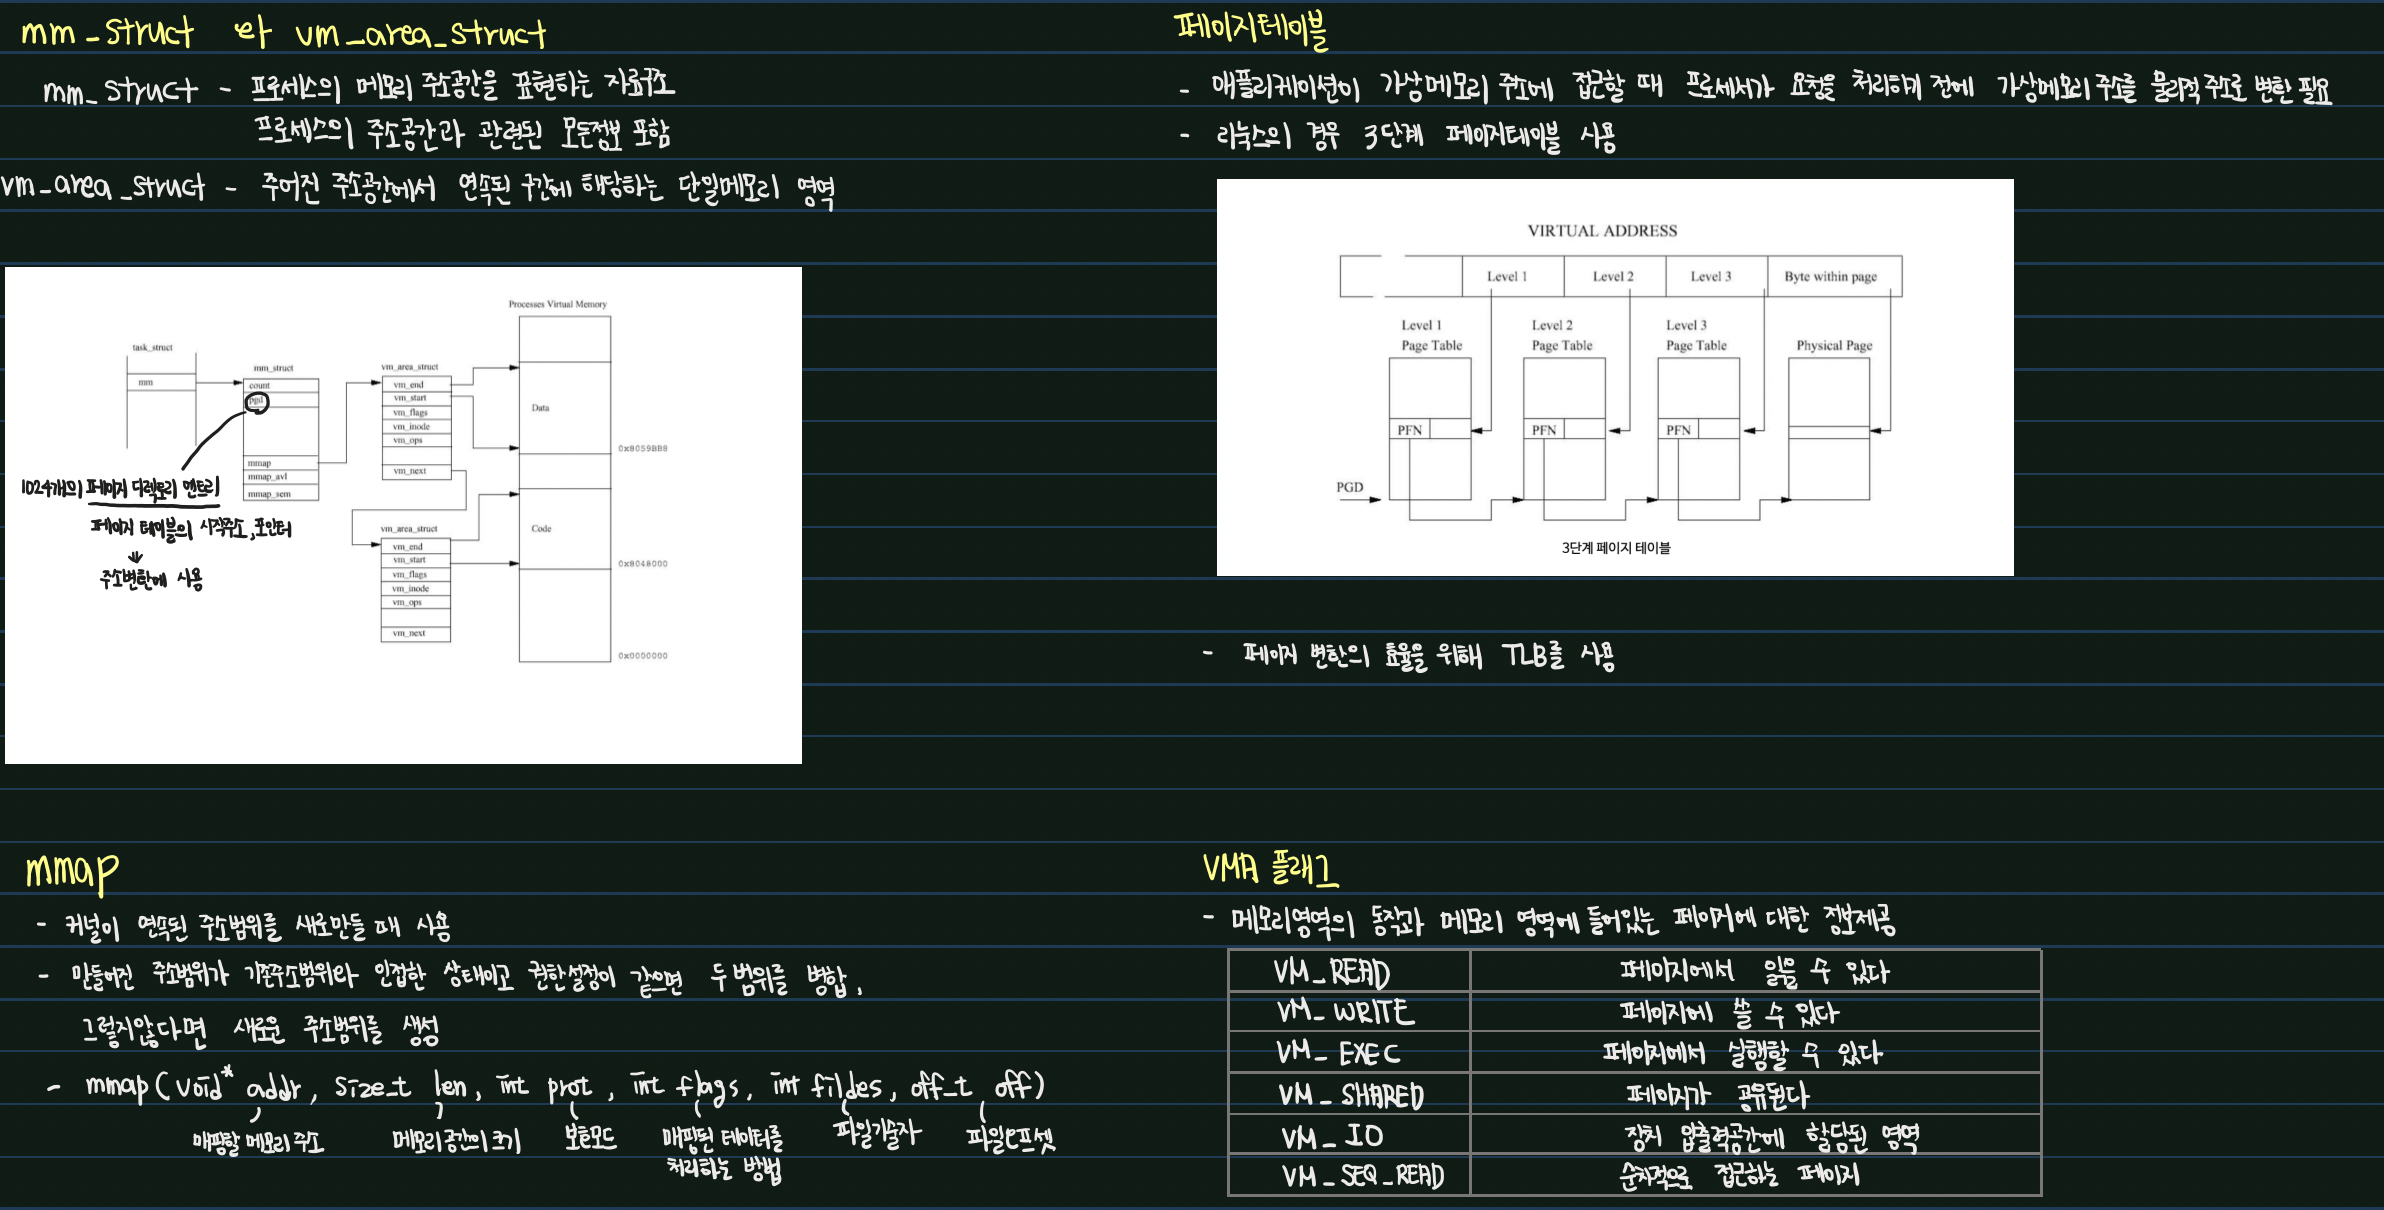 mm_struct 와 vm_area_struct
mm_struct - 프로세스의 메모리 주소공간을 표현하는 자료구조
프로세스의 주소공간과 관련된 모든정보 포함
vm_area_struct - 주어진 주소공간에서 연속된 구간에 해당하는 단일메모리 영역
Processes Virtual Memory
task_struct
mm
mm_struct
count
pgd
mmap
mmap_avl
mmap_sem
vm_area_struct
vm_end
vm_start
vm_flags
vm_inode
vm_ops
vm_next
vm_area_struct
vm_end
vm_start
vm_flags
vm_inode
vm_ops
vm_next
Data
0x8059BB8
Code
0x8048000
0x0000000
1024개의 페이지 디렉토리 엔트리
페이지 테이블의 시작주소, 포인터
주소변환에 사용
페이지테이블
- 애플리케이션이 가상메모리 주소에 접근할 때 프로세서가 요청을 처리하기 전에 가상메모리 주소를 물리적 주소로 변환 필요
- 리눅스의 경우 3단계 페이지테이블 사용
VIRTUAL ADDRESS
Level 1 Level 2 Level 3 Byte within page
Level 1 Page Table
Level 2 Page Table
Level 3 Page Table
Physical Page
PFN PFN PFN
PGD
3단계 페이지 테이블
- 페이지 변환의 효율을 위해 TLB를 사용
mmap
- 커널이 연속된 주소범위를 새로만들 때 사용
- 만들어진 주소범위가 기존주소범위와 인접한 상태이고 권한설정이 같으면 두 범위를 병합,
그렇지않다면 새로운 주소범위를 생성
- mmap(void* addr, size_t len, int prot, int flags, int fildes, off_t off)
매핑할 메모리 주소 메모리 공간의 크기 보호모드 매핑된 데이터를 파일기술자 파일오프셋
처리하는 방법
VMA 플래그
- 메모리영역의 동작과 메모리 영역에 들어있는 페이지에 대한 정보제공
VM_READ 페이지에서 읽을 수 있다
VM_WRITE 페이지에 쓸 수 있다
VM_EXEC 페이지에서 실행할 수 있다
VM_SHARED 페이지가 공유된다
VM_IO 장치 입출력공간에 할당된 영역
VM_SEQ_READ 순차적으로 접근하는 페이지